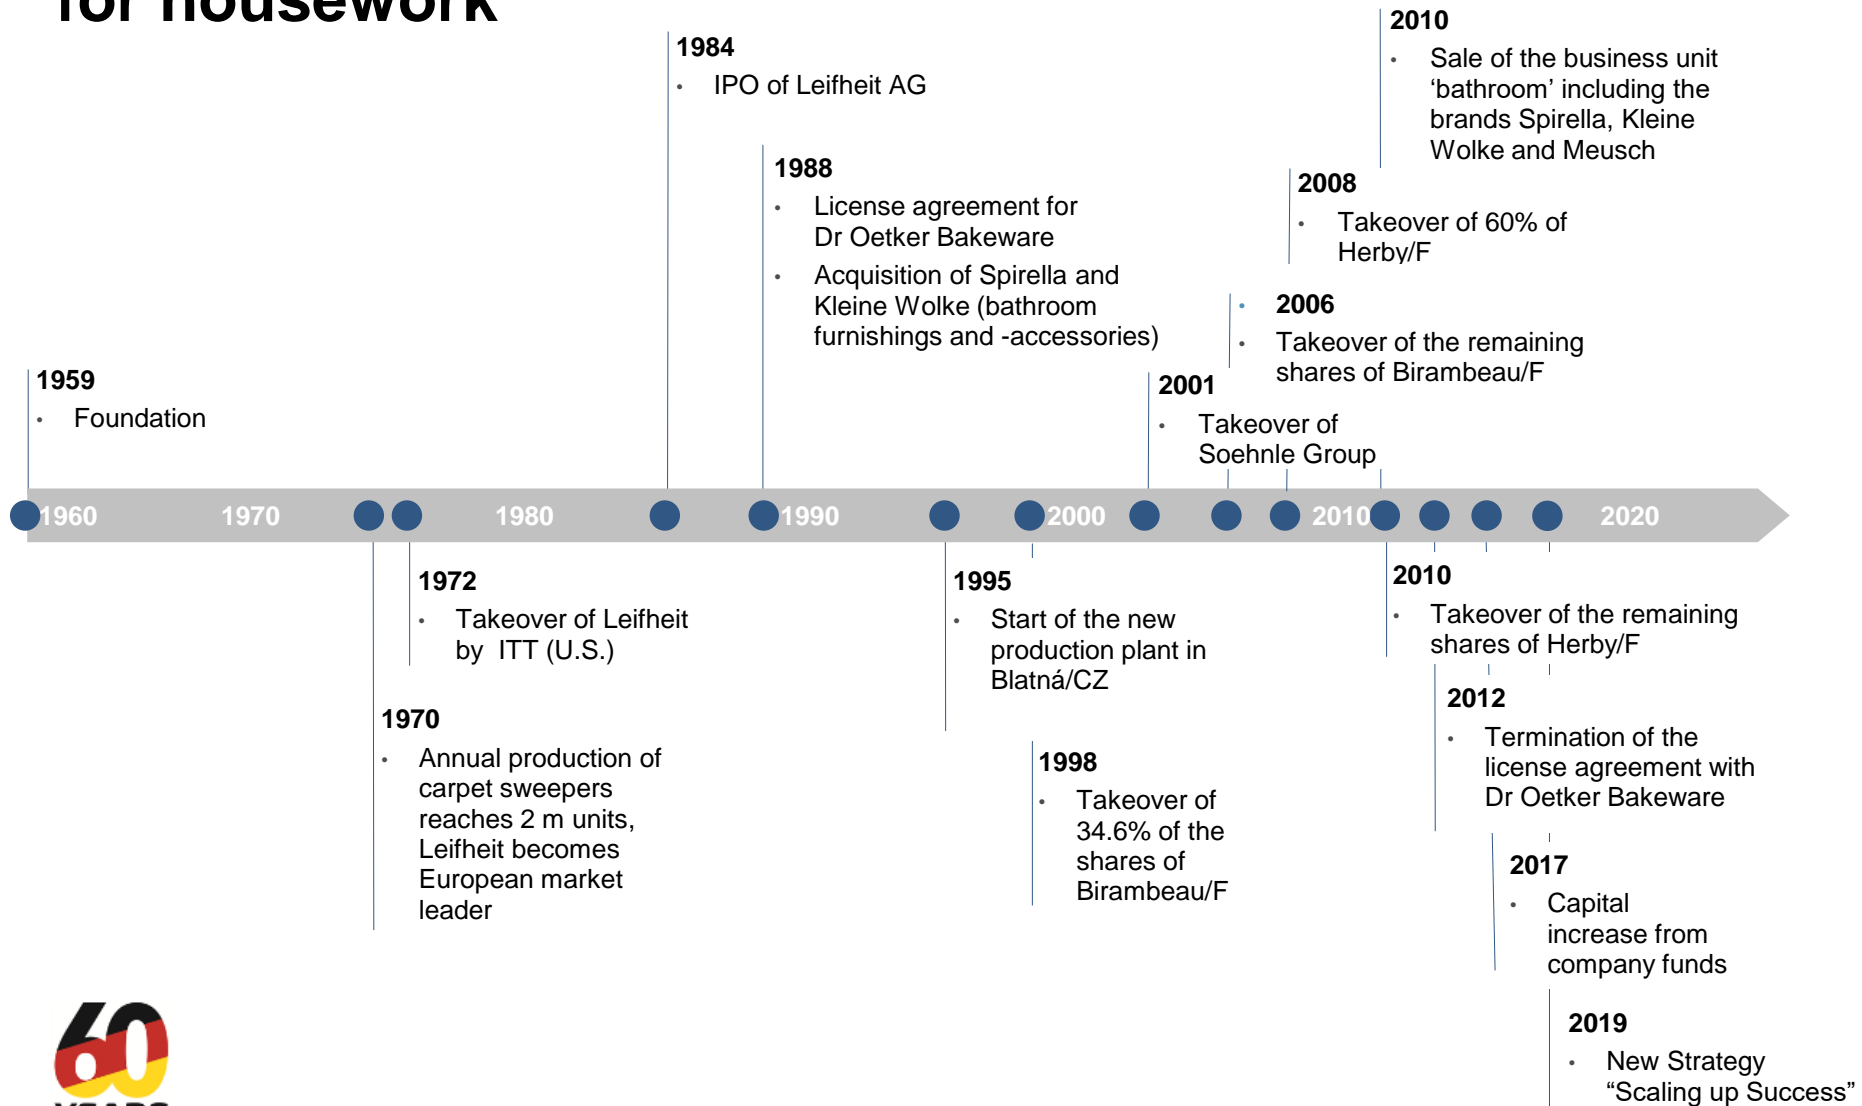 for housework
1984
• IPO of Leifheit AG
2010
• Sale of the business unit
‘bathroom’ including the
brands Spirella, Kleine
Wolke and Meusch
1988
• License agreement for
Dr Oetker Bakeware
• Acquisition of Spirella and
Kleine Wolke (bathroom
furnishings and -accessories)
2008
• Takeover of 60% of
Herby/F
• 2006
• Takeover of the remaining
shares of Birambeau/F
1959
• Foundation
2001
• Takeover of
Soehnle Group
1960 1970 1980 1990 2000 2010 2020
1972
• Takeover of Leifheit
by ITT (U.S.)
1970
• Annual production of
carpet sweepers
reaches 2 m units,
Leifheit becomes
European market
leader
1995
• Start of the new
production plant in
Blatná/CZ
1998
• Takeover of
34.6% of the
shares of
Birambeau/F
2010
• Takeover of the remaining
shares of Herby/F
2012
• Termination of the
license agreement with
Dr Oetker Bakeware
2017
• Capital
increase from
company funds
2019
• New Strategy
“Scaling up Success”
60
YEARS